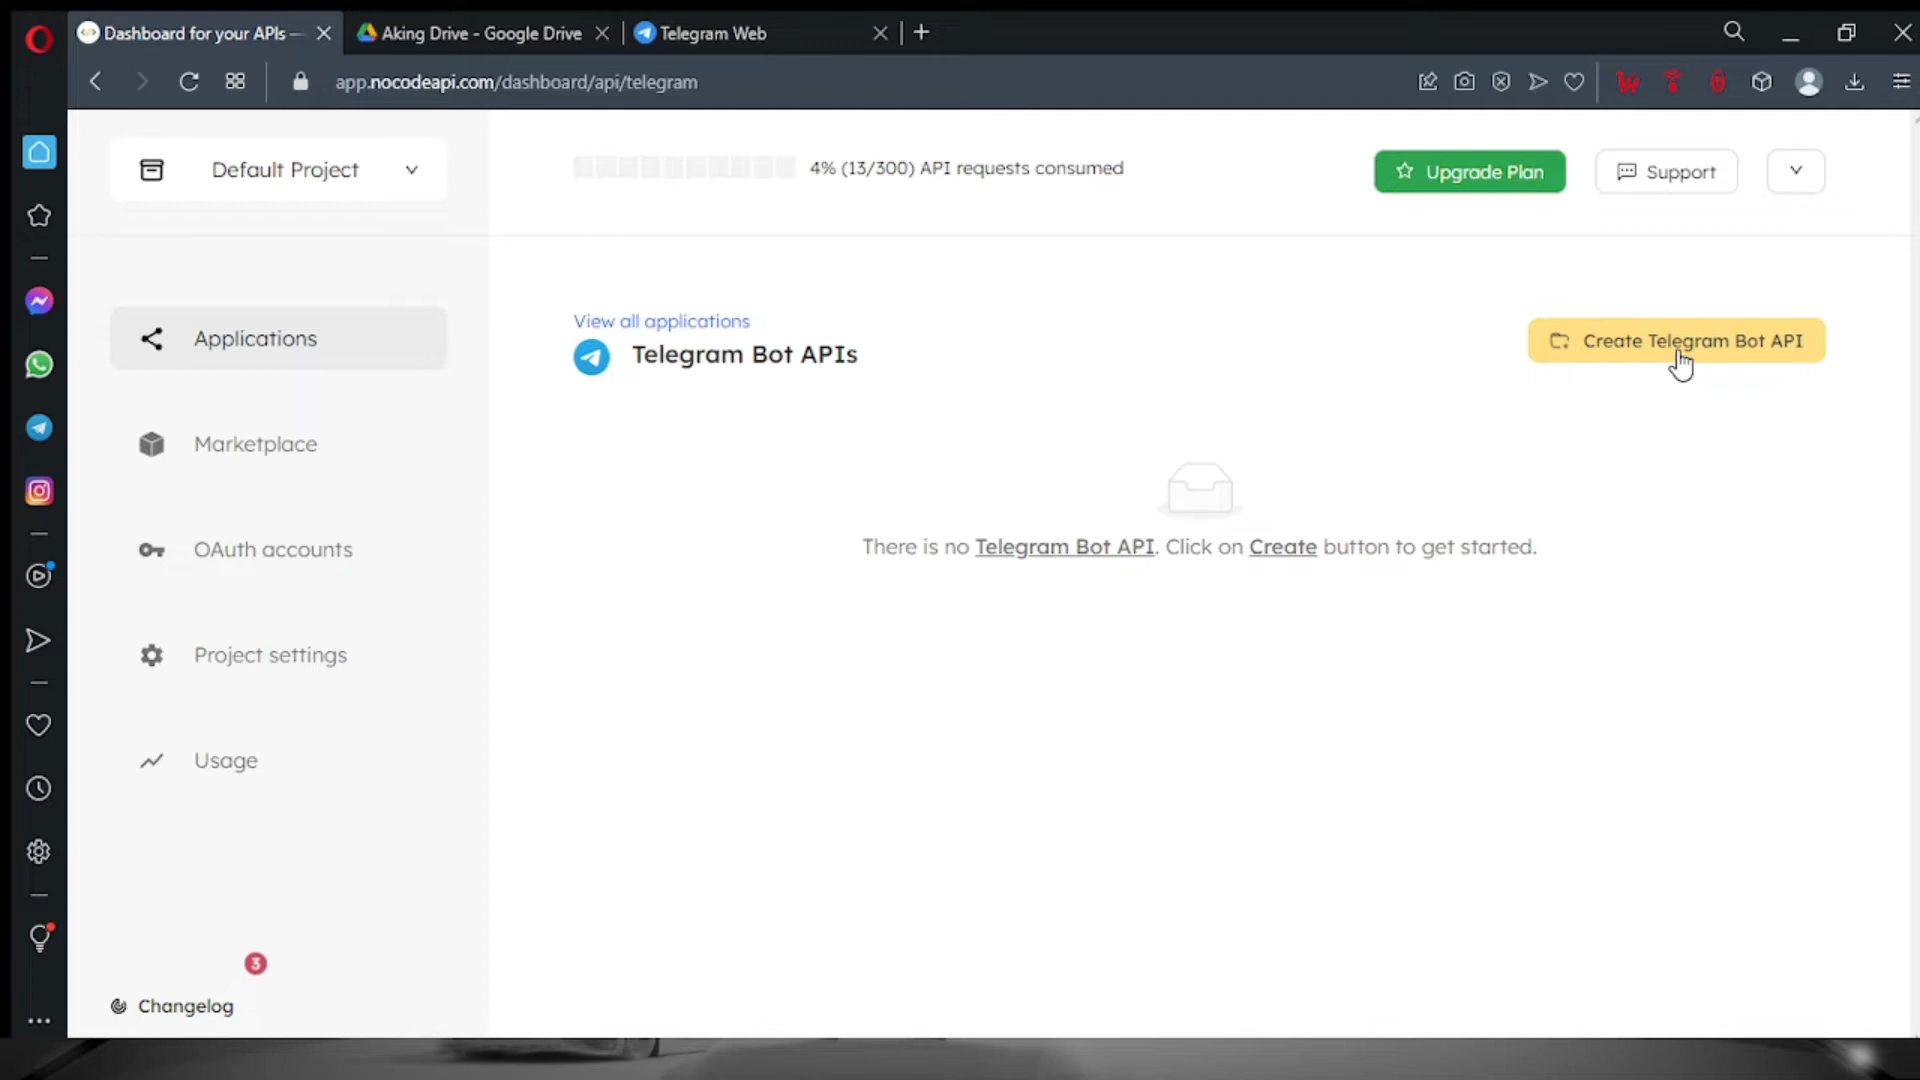 Dashboard for your APIs —
Aking Drive - Google Drive
Telegram Web
app.nocodeapi.com/dashboard/api/telegram
Default Project
4% (13/300) API requests consumed
Upgrade Plan
Support
Applications
View all applications
Telegram Bot APIs
Create Telegram Bot API
Marketplace
There is no Telegram Bot API. Click on Create button to get started.
OAuth accounts
Project settings
Usage
3
Changelog